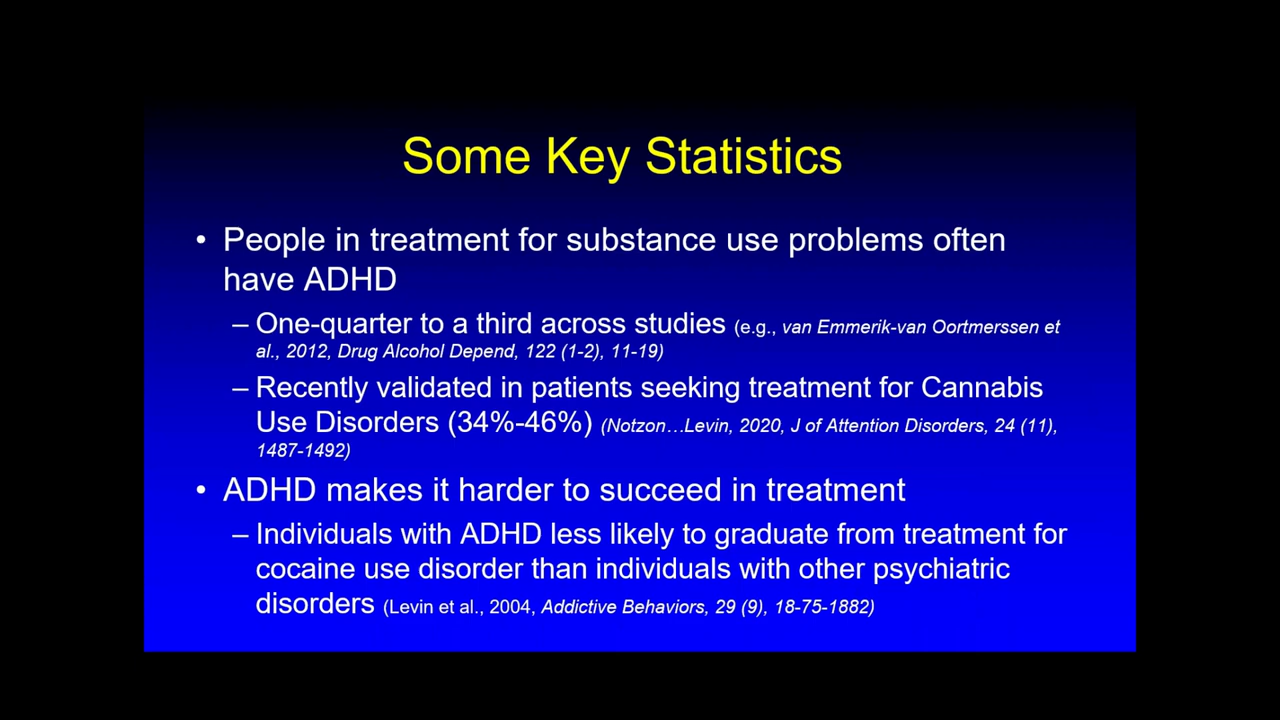 Some Key Statistics
• People in treatment for substance use problems often
have ADHD
– One-quarter to a third across studies (e.g., van Emmerik-van Oortmerssen et
al., 2012, Drug Alcohol Depend, 122 (1-2), 11-19)
– Recently validated in patients seeking treatment for Cannabis
Use Disorders (34%-46%) (Notzon…Levin, 2020, J of Attention Disorders, 24 (11),
1487-1492)
• ADHD makes it harder to succeed in treatment
– Individuals with ADHD less likely to graduate from treatment for
cocaine use disorder than individuals with other psychiatric
disorders (Levin et al., 2004, Addictive Behaviors, 29 (9), 18-75-1882)